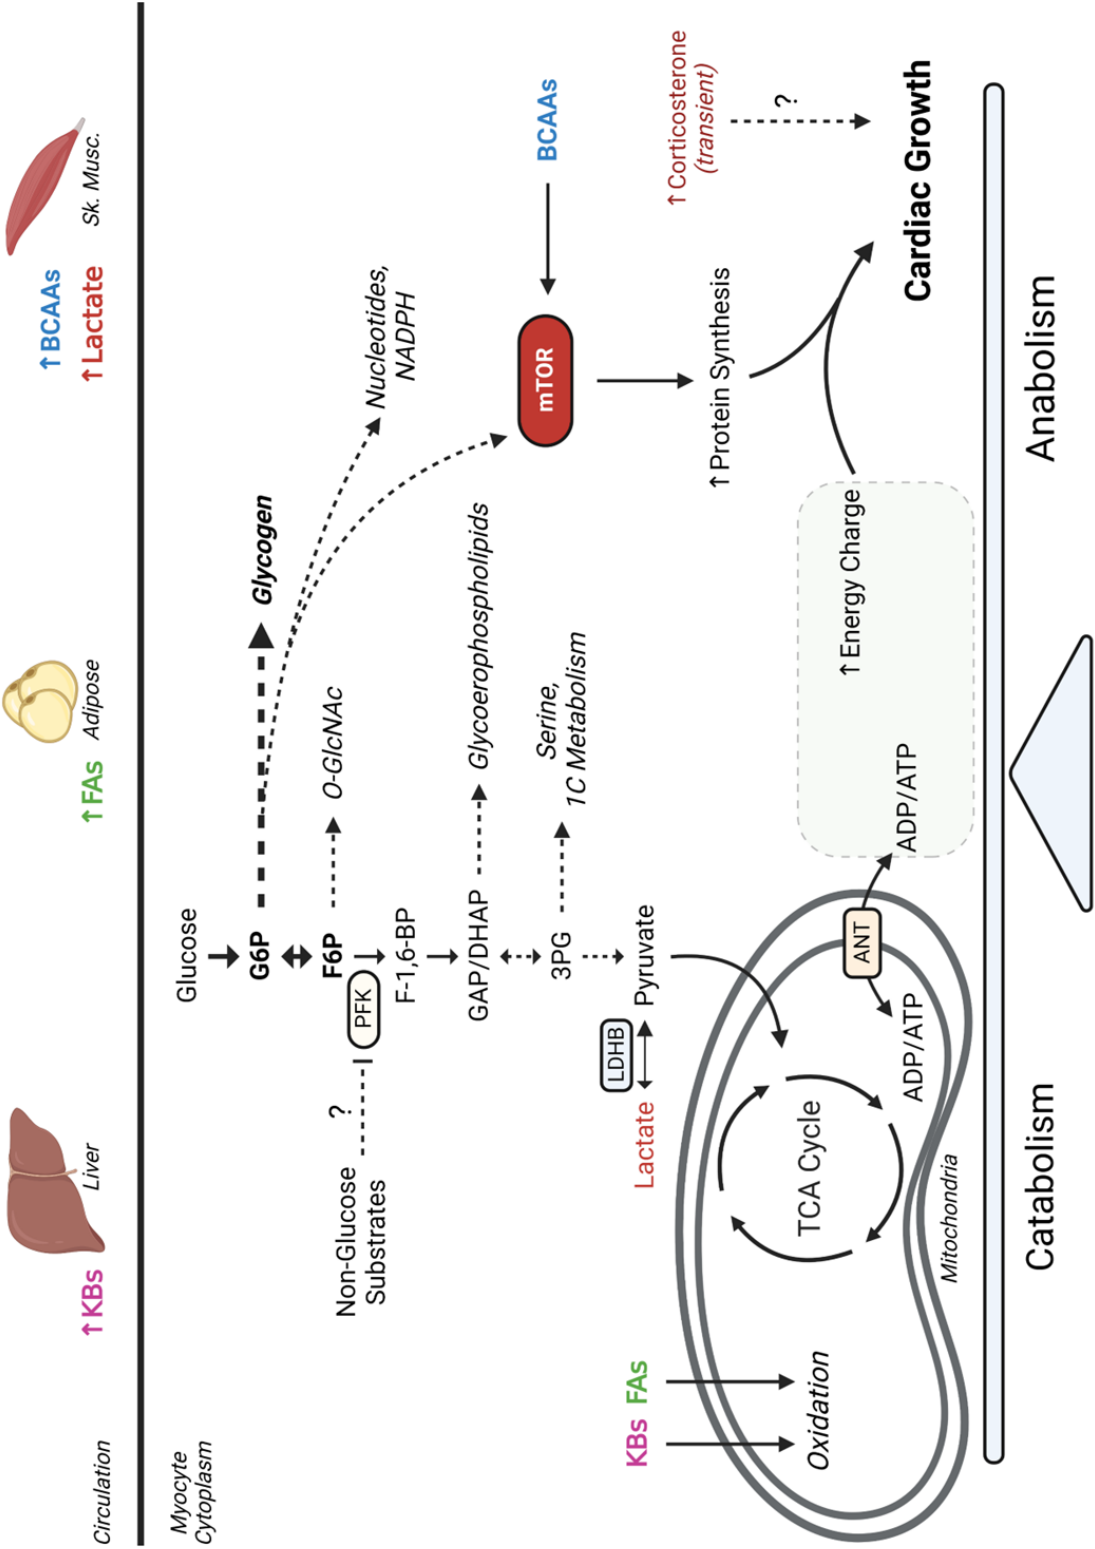 Circulation
↑KBs
Liver
↑FAs
Adipose
↑BCAAs
↑Lactate
Sk. Musc.
Myocyte
Cytoplasm
Glucose
G6P
Glycogen
F6P
O-GlcNAc
Nucleotides,
NADPH
Non-Glucose
Substrates
?
PFK
F-1,6-BP
GAP/DHAP
Glycoerophospholipids
3PG
Serine,
1C Metabolism
mTOR
BCAAs
KBs
FAs
Lactate
LDHB
Pyruvate
↑Protein Synthesis
↑Corticosterone
(transient)
?
Oxidation
TCA Cycle
ANT
ADP/ATP
ADP/ATP
↑Energy Charge
Cardiac Growth
Mitochondria
Catabolism
Anabolism